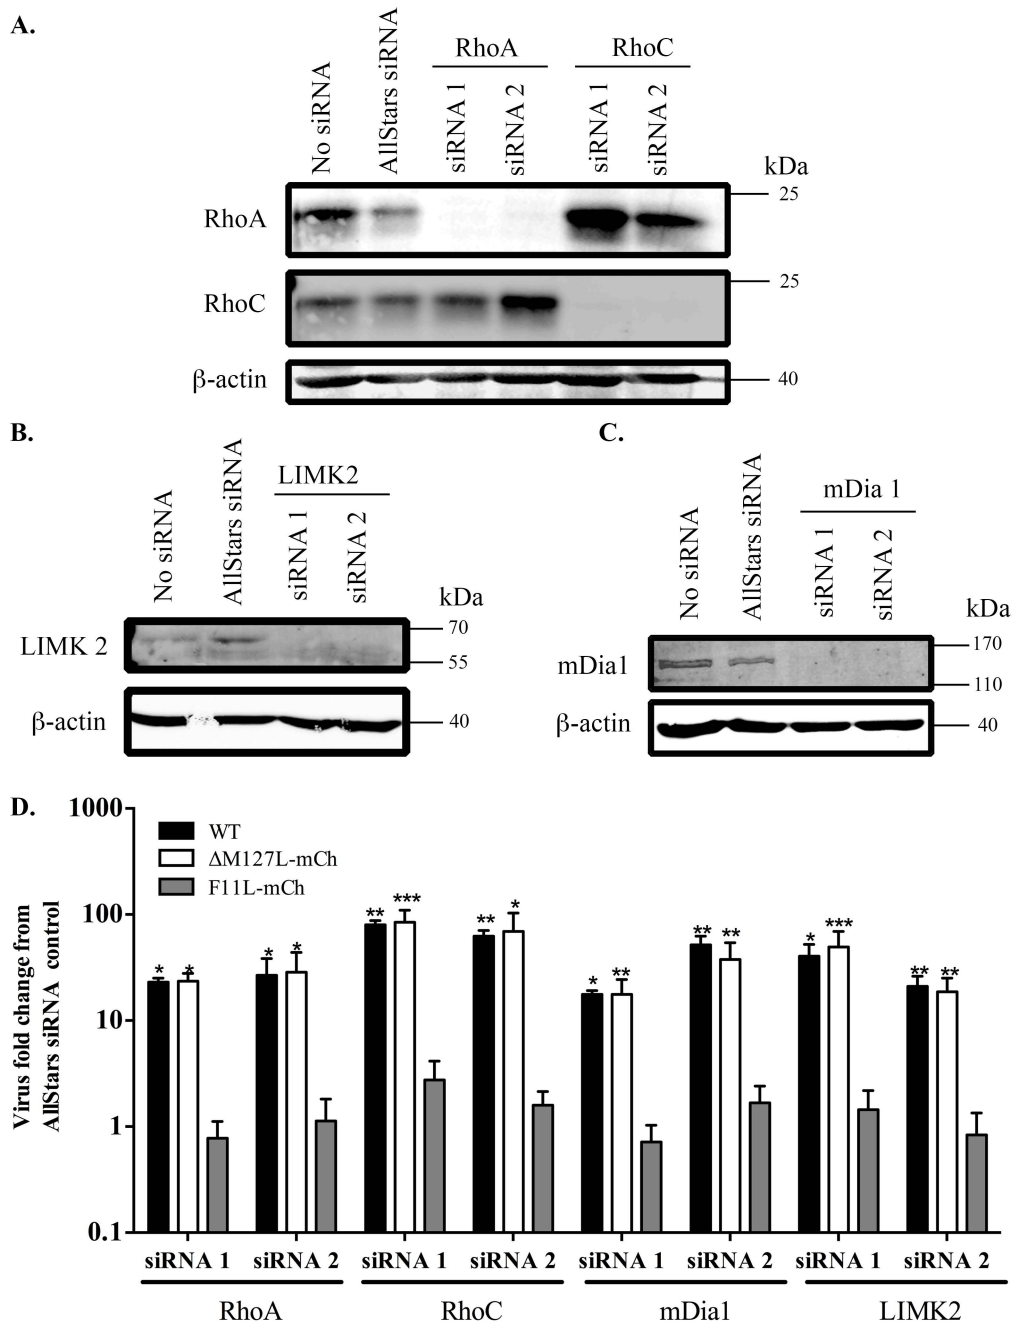 A.
No siRNA
AllStars siRNA
RhoA
siRNA 1
siRNA 2
RhoC
siRNA 1
siRNA 2
kDa
RhoA
25
RhoC
25
β-actin
40
B.
No siRNA
AllStars siRNA
LIMK2
siRNA 1
siRNA 2
kDa
LIMK 2
70
55
β-actin
40
C.
No siRNA
AllStars siRNA
mDia 1
siRNA 1
siRNA 2
kDa
mDia1
170
110
β-actin
40
D.
Virus fold change from
AllStars siRNA control
1000
100
10
1
0.1
WT
ΔM127L-mCh
F11L-mCh
* * * * ** *** ** * * ** ** ** * *** ** **
siRNA 1 siRNA 2 siRNA 1 siRNA 2 siRNA 1 siRNA 2 siRNA 1 siRNA 2
RhoA RhoC mDia1 LIMK2